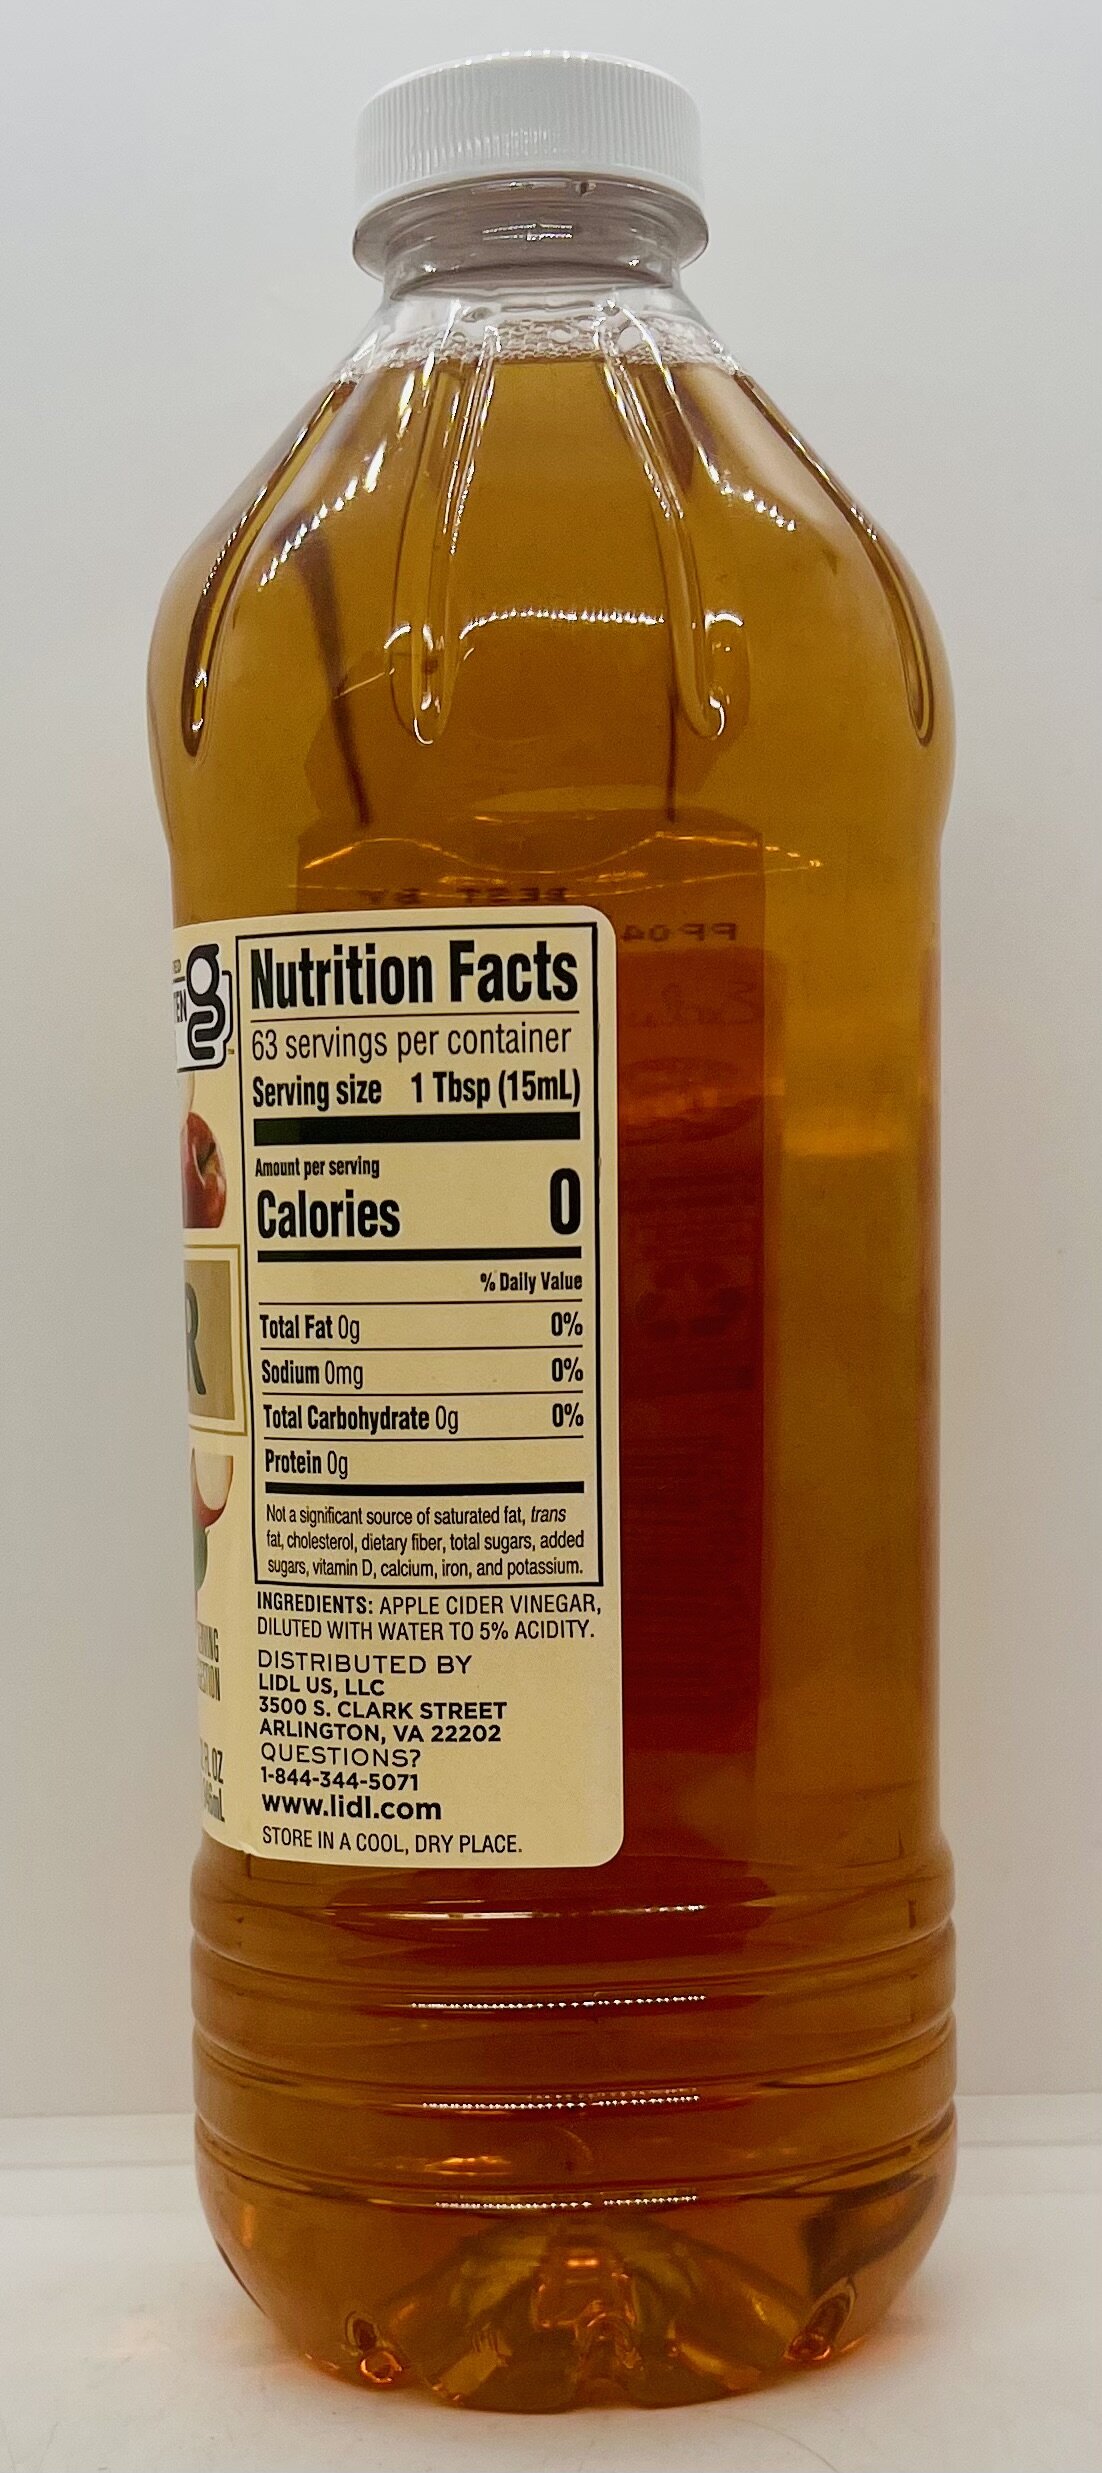 Nutrition Facts
63 servings per container
Serving size 1 Tbsp (15mL)
Amount per serving
Calories 0
% Daily Value
Total Fat 0g 0%
Sodium 0mg 0%
Total Carbohydrate 0g 0%
Protein 0g
Not a significant source of saturated fat, trans
fat, cholesterol, dietary fiber, total sugars, added
sugars, vitamin D, calcium, iron, and potassium.
INGREDIENTS: APPLE CIDER VINEGAR,
DILUTED WITH WATER TO 5% ACIDITY.
DISTRIBUTED BY
LIDL US, LLC
3500 S. CLARK STREET
ARLINGTON, VA 22202
QUESTIONS?
1-844-344-5071
www.lidl.com
STORE IN A COOL, DRY PLACE.
BEST BY
R
FL OZ